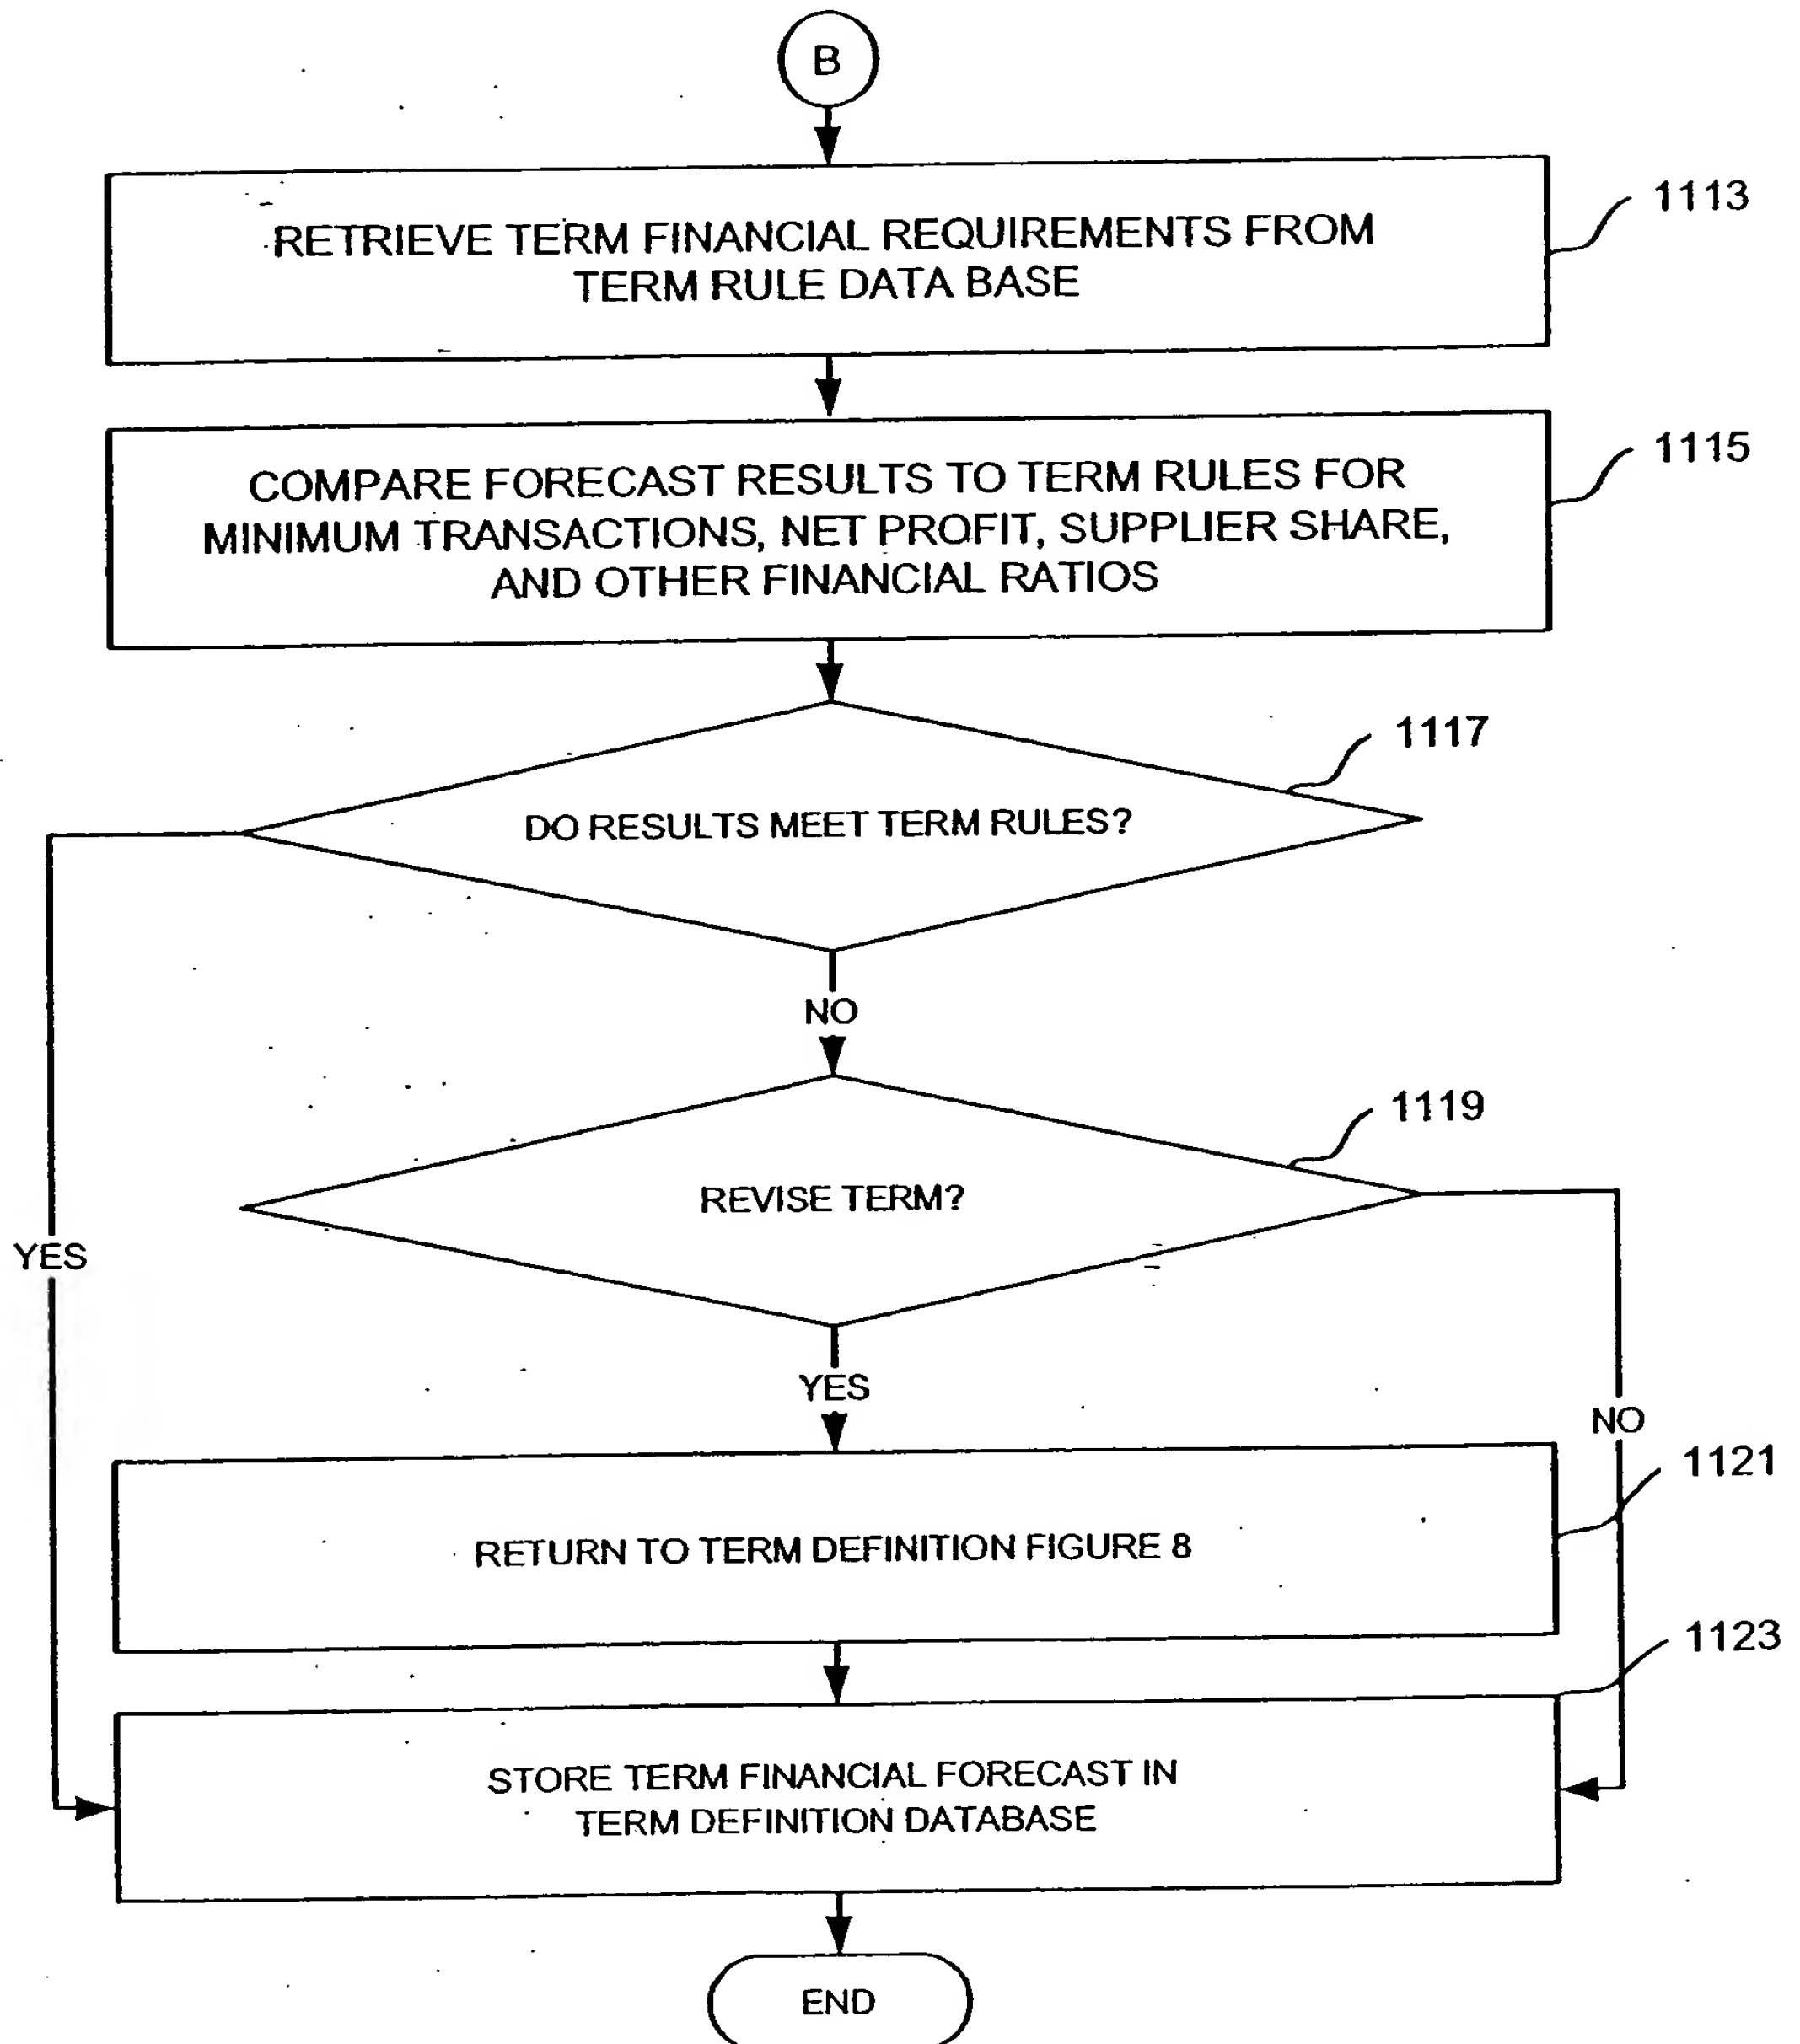 B
1113
RETRIEVE TERM FINANCIAL REQUIREMENTS FROM
TERM RULE DATA BASE
1115
COMPARE FORECAST RESULTS TO TERM RULES FOR
MINIMUM TRANSACTIONS, NET PROFIT, SUPPLIER SHARE,
AND OTHER FINANCIAL RATIOS
1117
DO RESULTS MEET TERM RULES?
NO
1119
REVISE TERM?
YES
YES
NO
1121
RETURN TO TERM DEFINITION FIGURE 8
1123
STORE TERM FINANCIAL FORECAST IN
TERM DEFINITION DATABASE
END